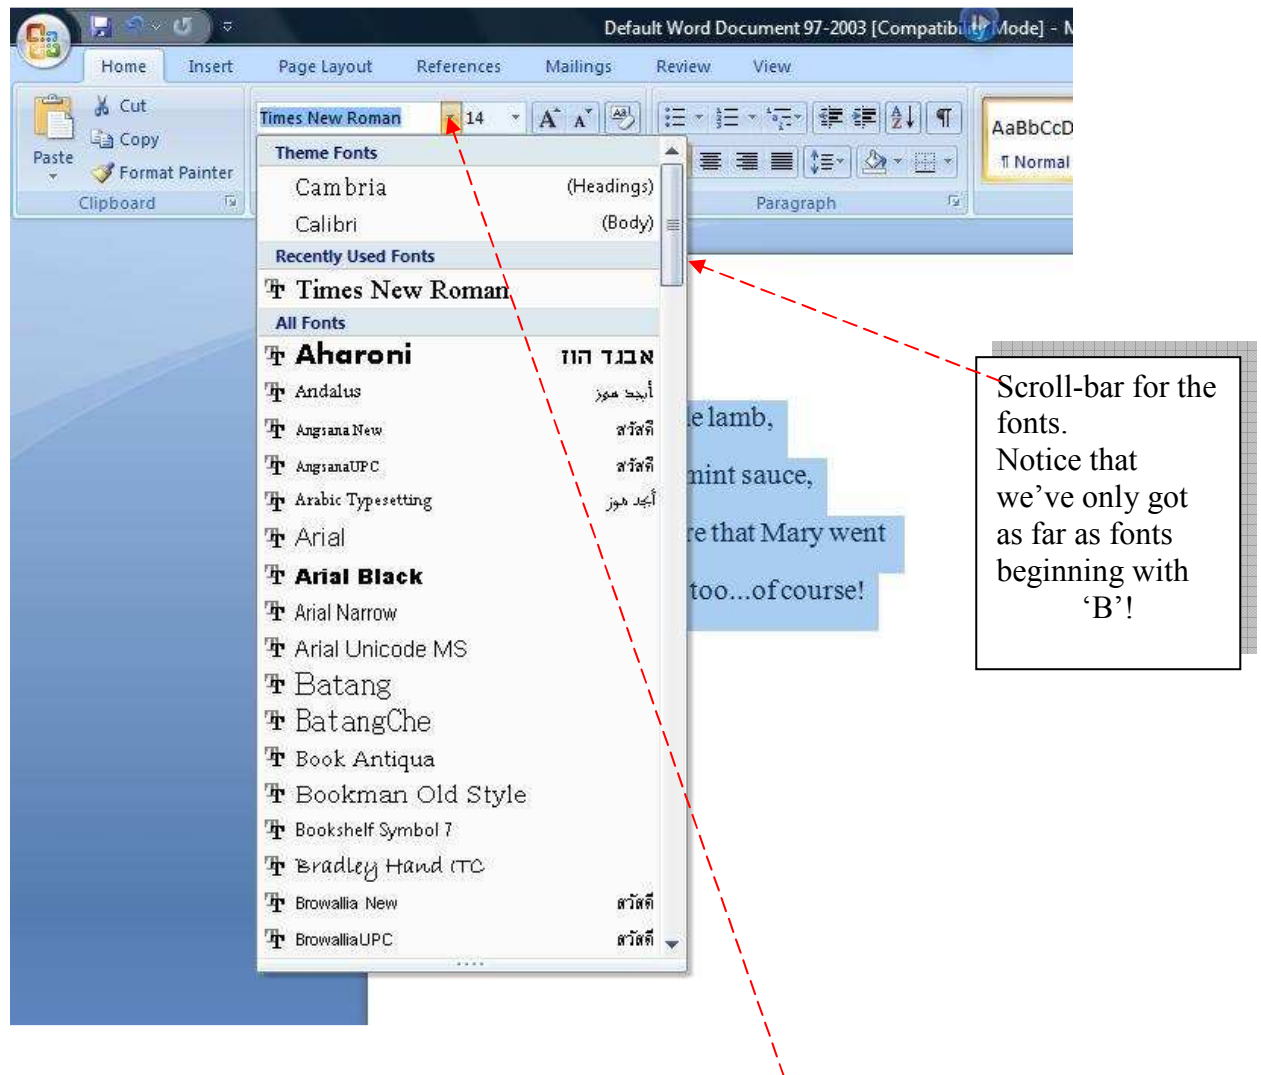 Default Word Document 97-2003 [Compatibility Mode] - M
Home Insert Page Layout References Mailings Review View
Cut
Copy
Paste
Format Painter
Clipboard
Times New Roman 14
Paragraph
AaBbCcD
¶ Normal
Theme Fonts
Cambria (Headings)
Calibri (Body)
Recently Used Fonts
Times New Roman
All Fonts
Aharoni אבגד הוז
Andalus أبجد هوز
Angsana New สวัสดี
AngsanaUPC สวัสดี
Arabic Typesetting أبجد هوز
Arial
Arial Black
Arial Narrow
Arial Unicode MS
Batang
BatangChe
Book Antiqua
Bookman Old Style
Bookshelf Symbol 7
Bradley Hand ITC
Browallia New สวัสดี
BrowalliaUPC สวัสดี
e lamb,
mint sauce,
re that Mary went
too...of course!
Scroll-bar for the
fonts.
Notice that
we’ve only got
as far as fonts
beginning with
‘B’!